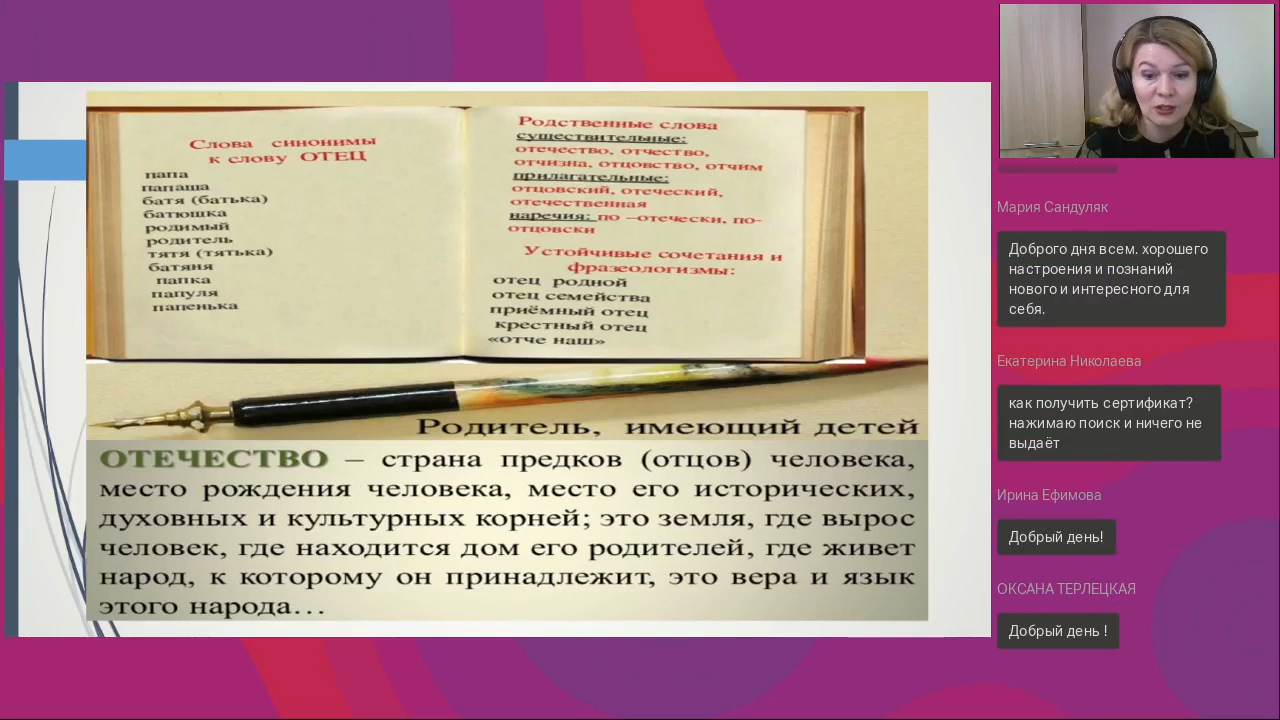 Слова синонимы
к слову ОТЕЦ
папа
папаша
батя (батька)
батюшка
родимый
родитель
тятя (тятька)
батяня
папка
папуля
папенька
Родственные слова
существительные:
отечество, отчество,
отчизна, отцовство, отчим
прилагательные:
отцовский, отеческий,
отечественная
наречия: по –отечески, по-
отцовски
Устойчивые сочетания и
фразеологизмы:
отец родной
отец семейства
приёмный отец
крестный отец
«отче наш»
Родитель, имеющий детей
ОТЕЧЕСТВО – страна предков (отцов) человека,
место рождения человека, место его исторических,
духовных и культурных корней; это земля, где вырос
человек, где находится дом его родителей, где живет
народ, к которому он принадлежит, это вера и язык
этого народа…
Мария Сандуляк
Доброго дня всем. хорошего
настроения и познаний
нового и интересного для
себя.
Екатерина Николаева
как получить сертификат?
нажимаю поиск и ничего не
выдаёт
Ирина Ефимова
Добрый день!
ОКСАНА ТЕРЛЕЦКАЯ
Добрый день !